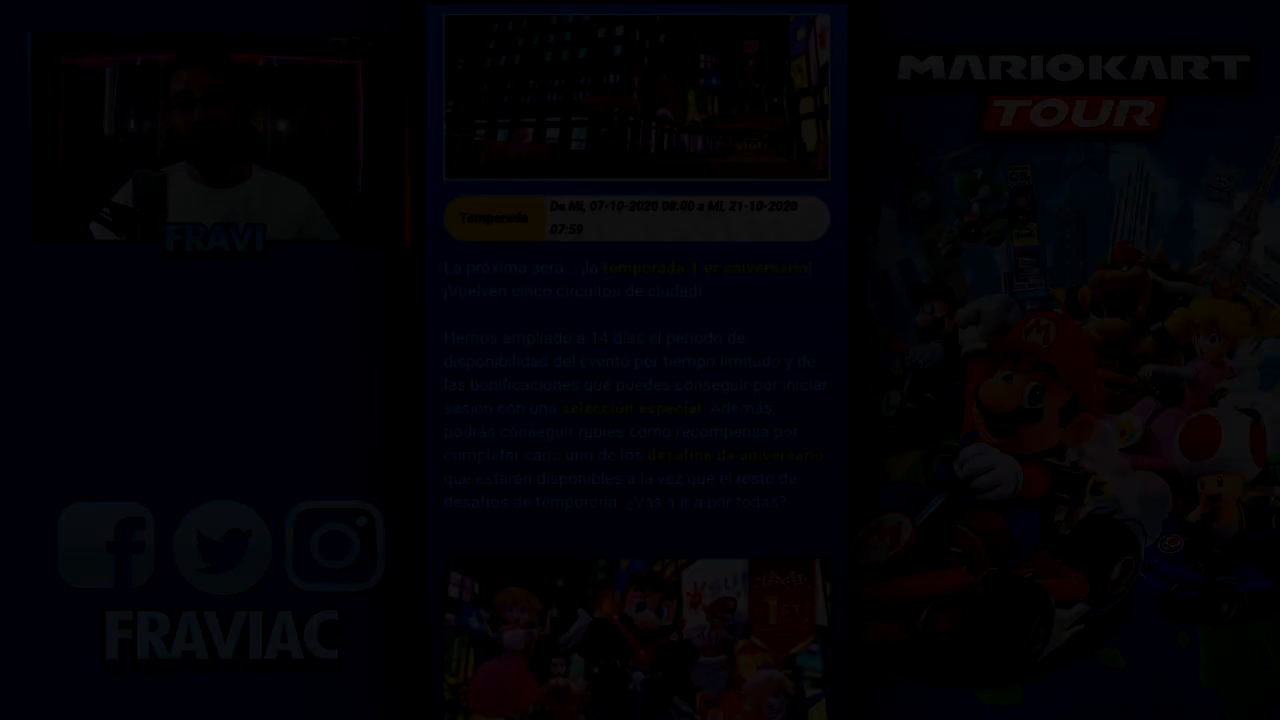 MARIOKART
TOUR
FRAVI
Temporada
De Mi, 07-10-2020 08:00 a Mi, 21-10-2020
07:59
La próxima será... ¡la temporada 1.er aniversario!
¡Vuelven cinco circuitos de ciudad!
Hemos ampliado a 14 días el periodo de
disponibilidad del evento por tiempo limitado y de
las bonificaciones que puedes conseguir por iniciar
sesión con una selección especial. Además,
podrás conseguir rubíes como recompensa por
completar cada uno de los desafíos de aniversario
que estarán disponibles a la vez que el resto de
desafíos de temporada. ¿Vas a ir a por todas?
FRAVIAC